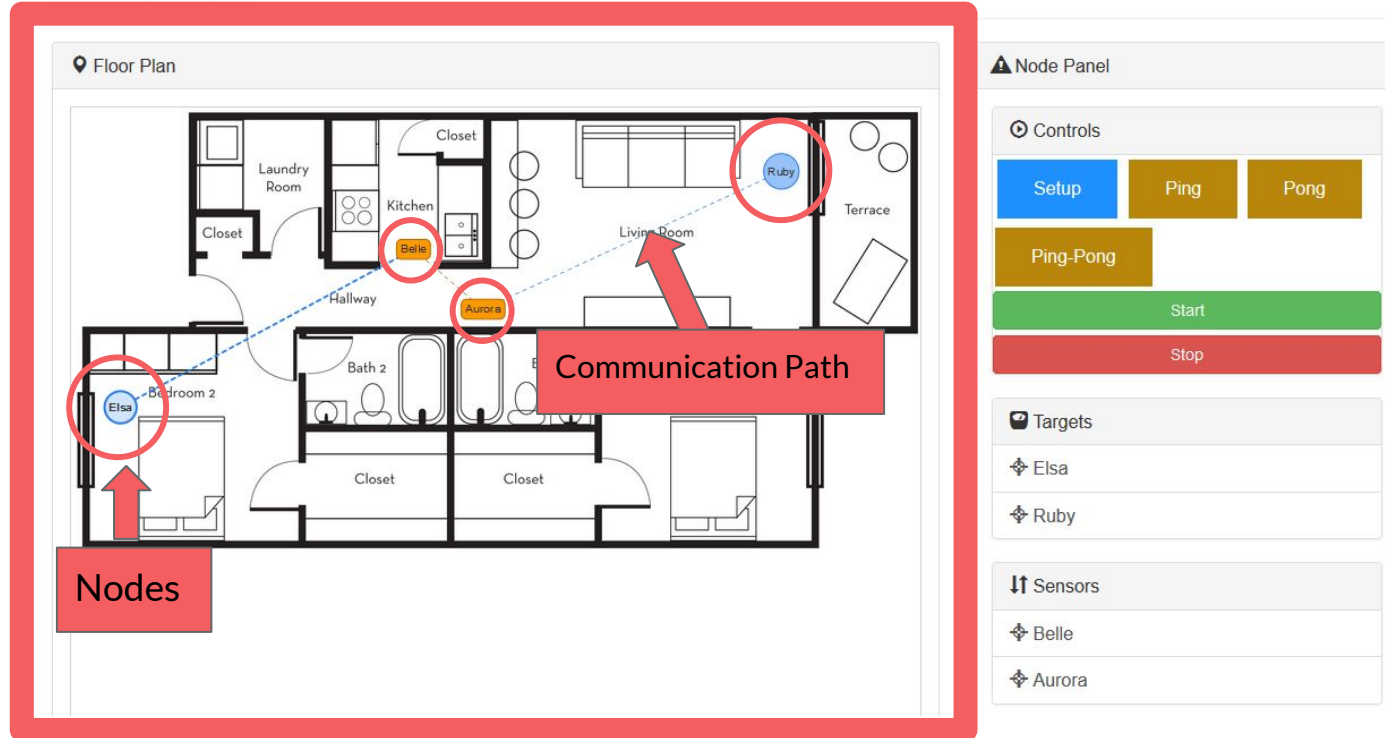 Floor Plan
Closet
Laundry
Room
Kitchen
Ruby
Terrace
Closet
Living Room
Belle
Hallway
Aurora
Bath 2
B
Communication Path
Elsa
Bedroom 2
Closet
Closet
Nodes
Node Panel
Controls
Setup
Ping
Pong
Ping-Pong
Start
Stop
Targets
Elsa
Ruby
Sensors
Belle
Aurora